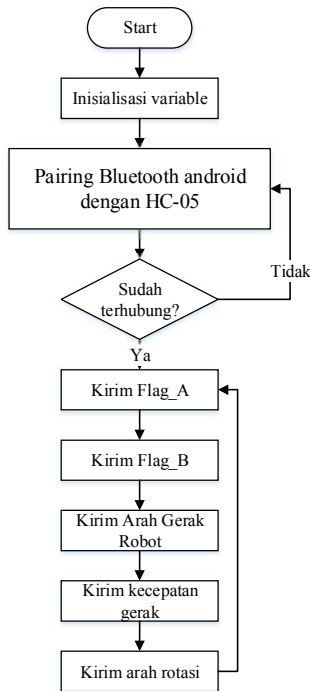 Start
Inisialisasi variable
Pairing Bluetooth android
dengan HC-05
Sudah
terhubung?
Tidak
Ya
Kirim Flag_A
Kirim Flag_B
Kirim Arah Gerak
Robot
Kirim kecepatan
gerak
Kirim arah rotasi